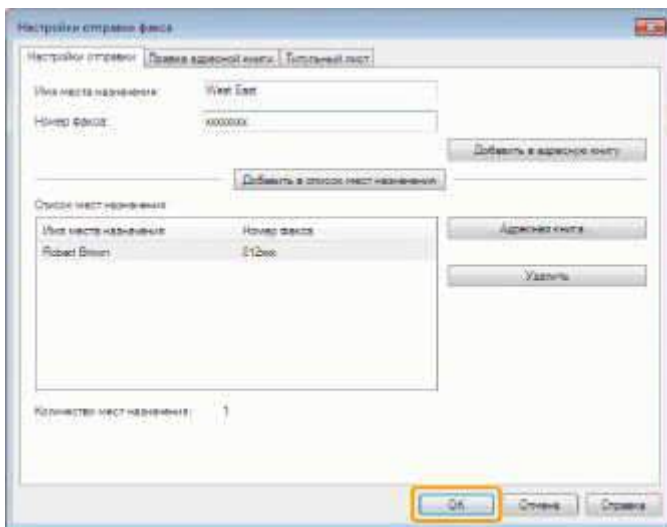 Настройки отправки факса
Настройки отправки Правка адресной книги Титульный лист
Имя места назначения: West East
Номер факса: xxxxxxxx
Добавить в адресную книгу
Добавить в список мест назначения
Список мест назначения:
Имя места назначения Номер факса Адресная книга...
Robert Brown 012xxx
Удалить
Количество мест назначения: 1
OK Отмена Справка